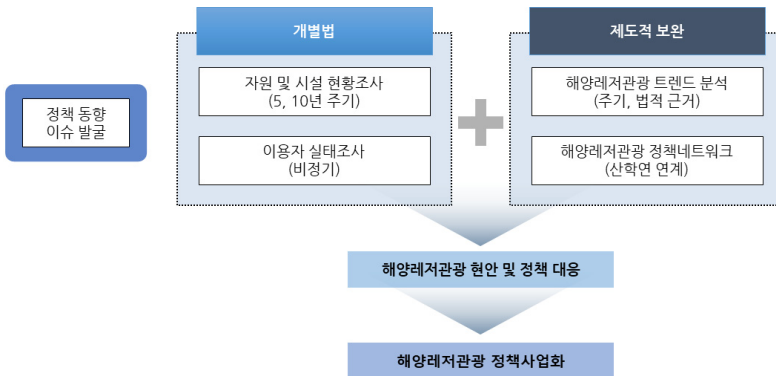 개별법
제도적 보완
정책 동향
이슈 발굴
자원 및 시설 현황조사
(5, 10년 주기)
이용자 실태조사
(비정기)
해양레저관광 트렌드 분석
(주기, 법적 근거)
해양레저관광 정책네트워크
(산학연 연계)
해양레저관광 현안 및 정책 대응
해양레저관광 정책사업화